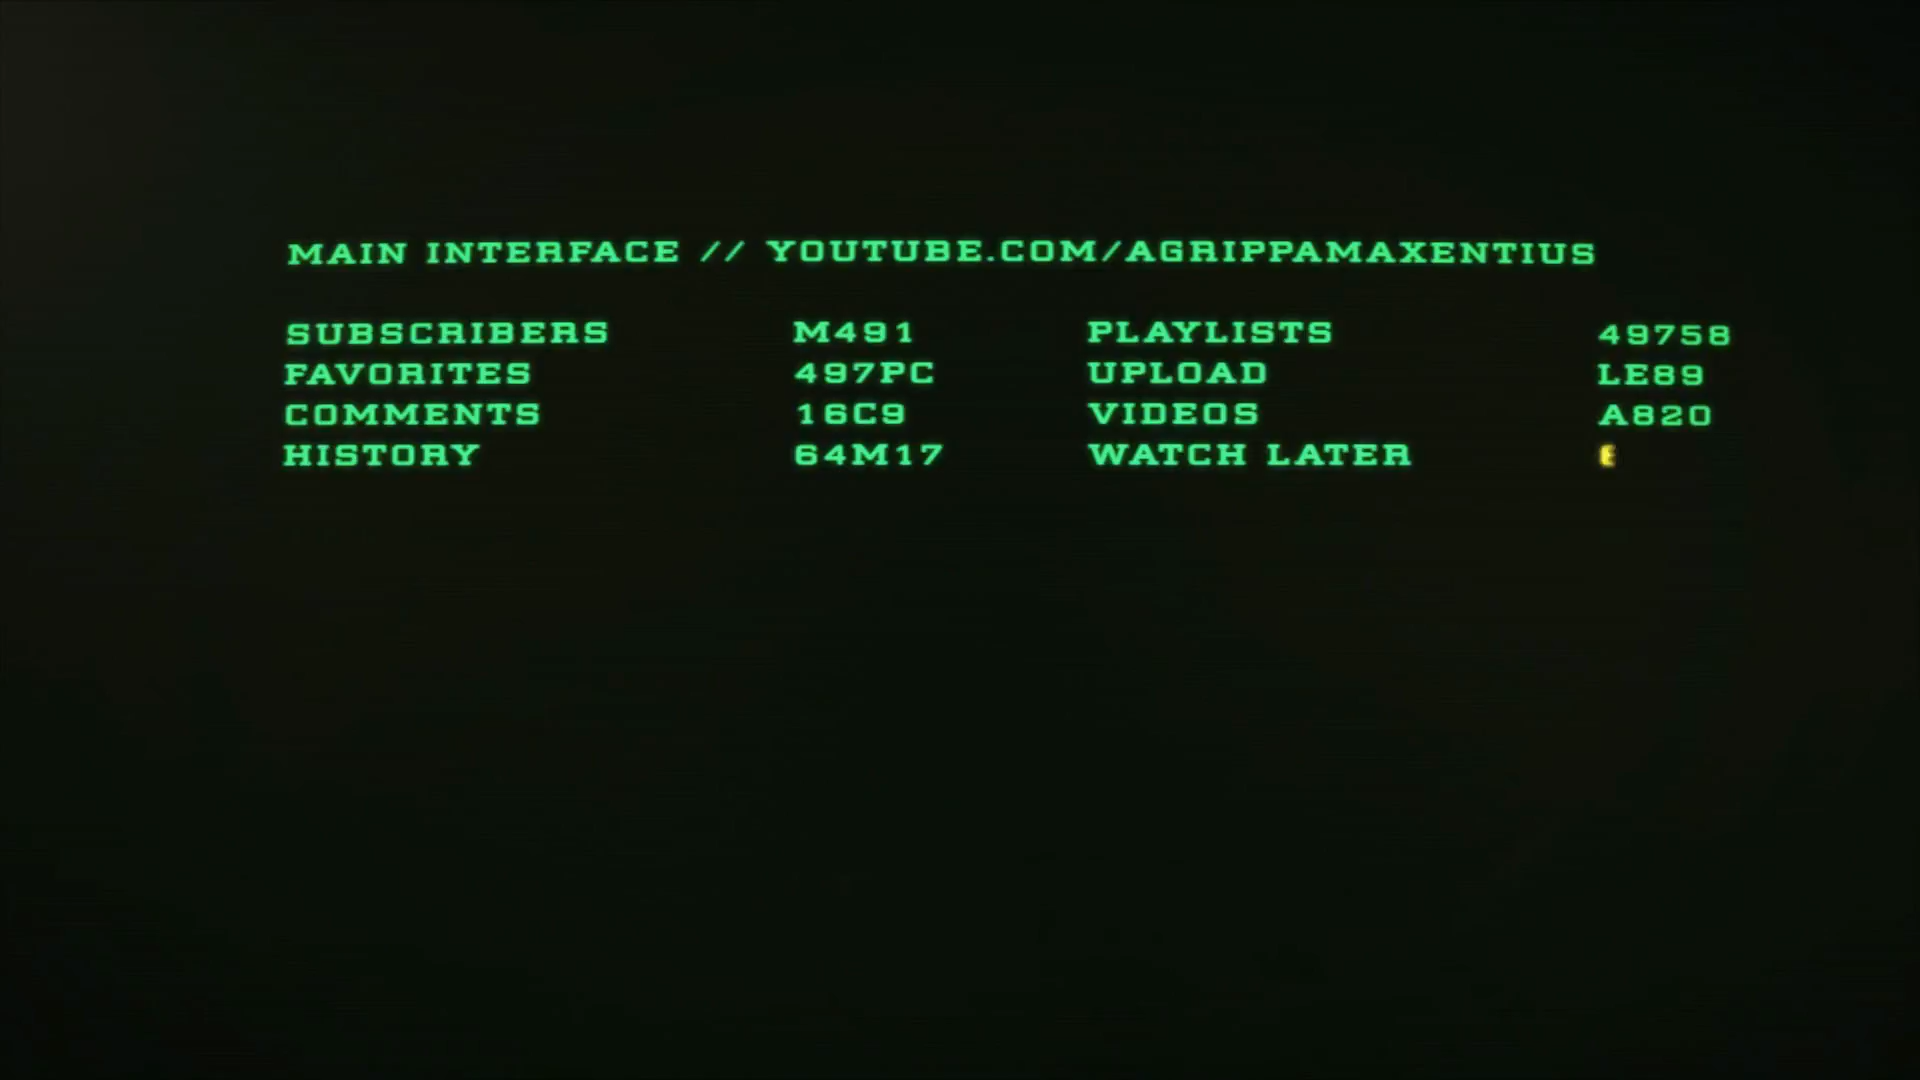 MAIN INTERFACE // YOUTUBE.COM/AGRIPPAMAXENTIUS
SUBSCRIBERS M491 PLAYLISTS 49758
FAVORITES 497PC UPLOAD LE89
COMMENTS 16C9 VIDEOS A820
HISTORY 64M17 WATCH LATER